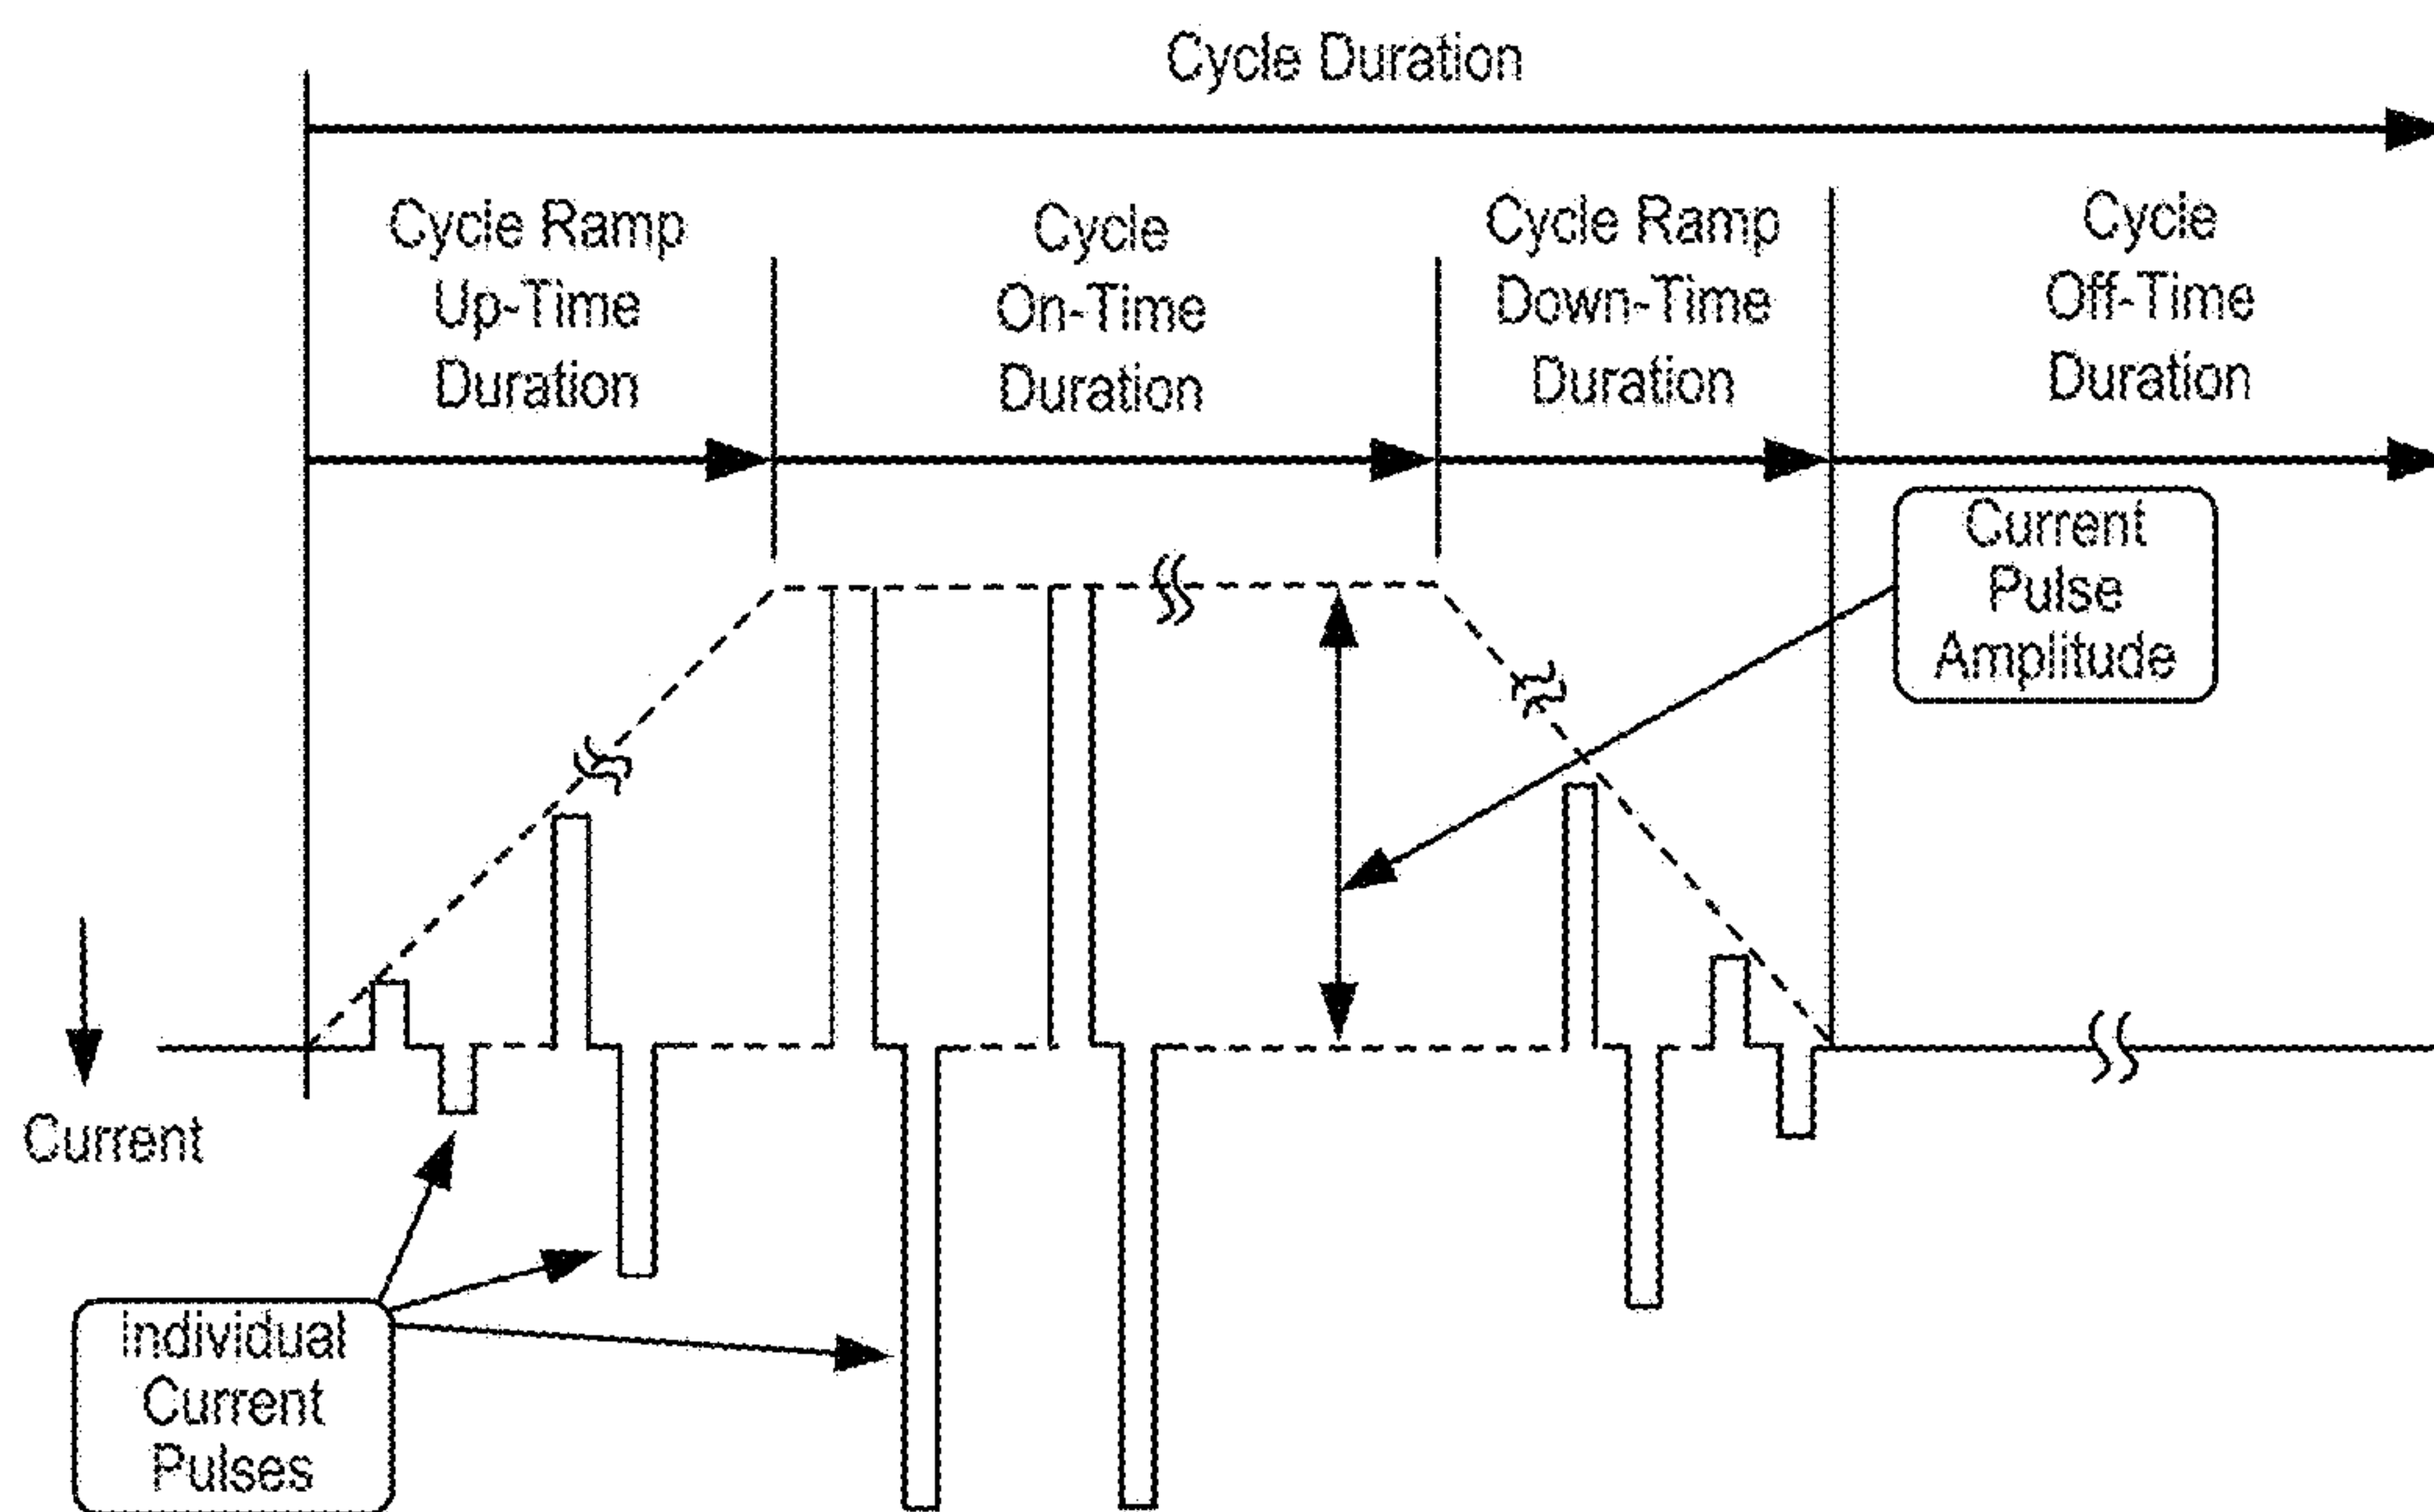 Cycle Duration
Cycle Ramp
Up-Time
Duration
Cycle
On-Time
Duration
Cycle Ramp
Down-Time
Duration
Cycle
Off-Time
Duration
Current
Pulse
Amplitude
Current
Individual
Current
Pulses